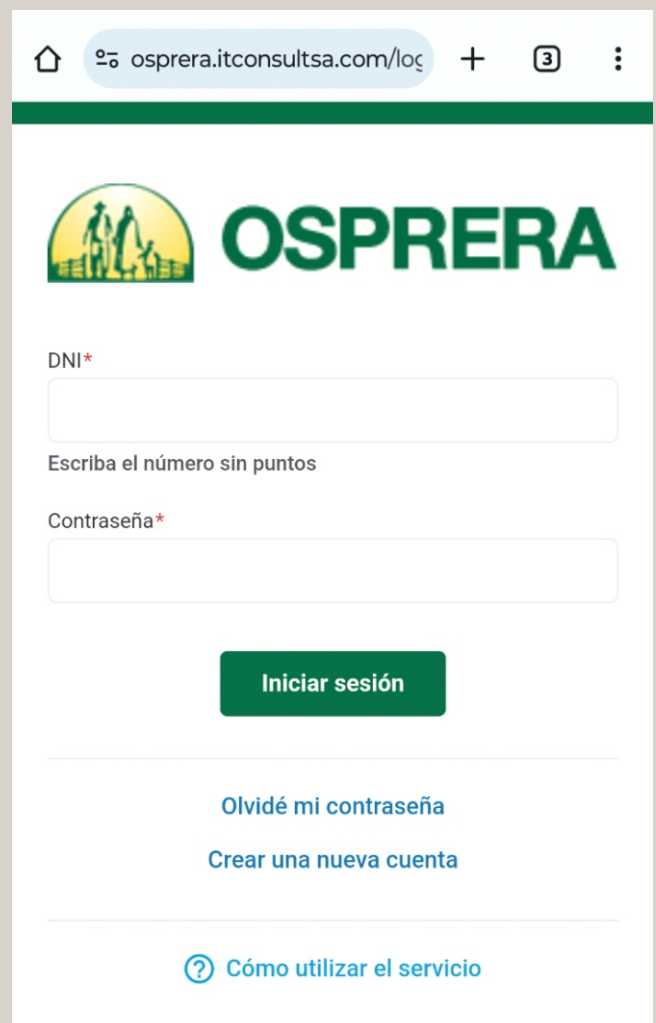 osprera.itconsultsa.com/log
3
OSPRERA
DNI*
Escriba el número sin puntos
Contraseña*
Iniciar sesión
Olvidé mi contraseña
Crear una nueva cuenta
? Cómo utilizar el servicio